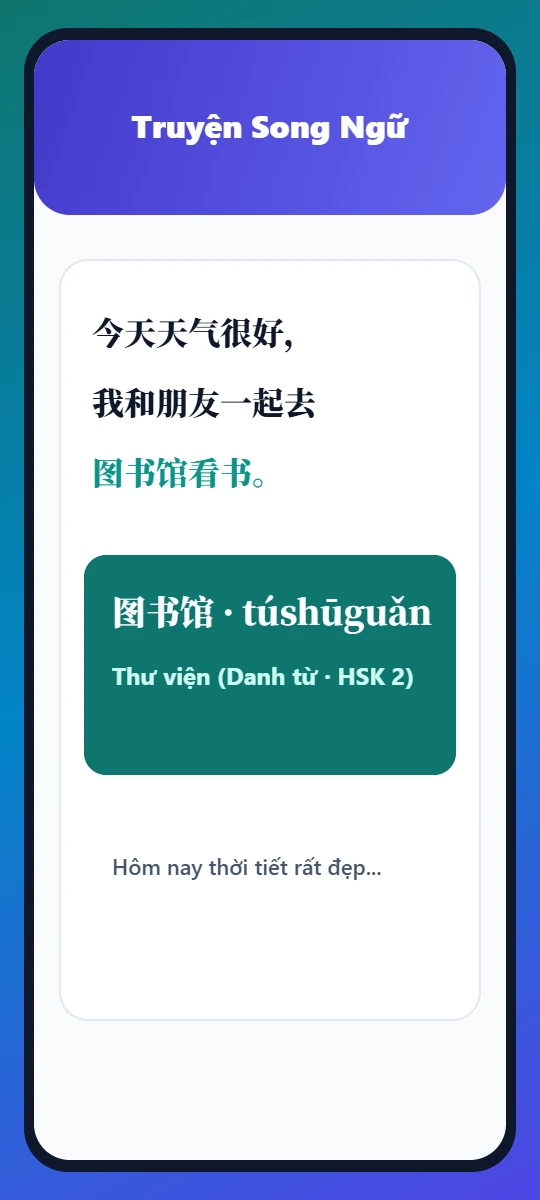 Truyện Song Ngữ
今天天气很好,
我和朋友一起去
图书馆看书。
图书馆 · túshūguǎn
Thư viện (Danh từ · HSK 2)
Hôm nay thời tiết rất đẹp...